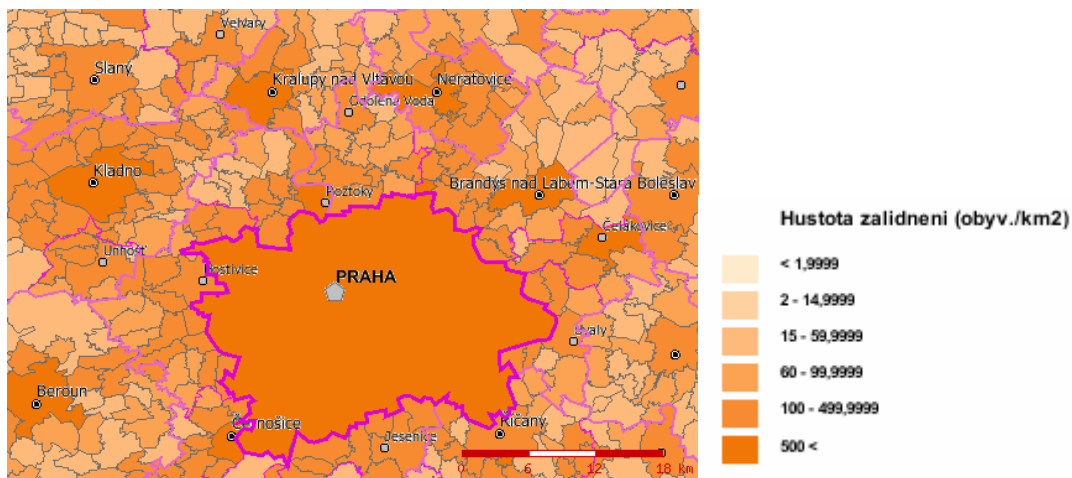 Velvary
Slaný
Kralupy nad Vltavou
Neratovice
Odolena Voda
Kladno
Brandýs nad Labem-Stará Boleslav
Roztoky
Čelákovice
Unhošť
Hostivice
PRAHA
Úvaly
Beroun
Černošice
Říčany
Jesenice
0 6 12 18 km
Hustota zalidneni (obyv./km2)
< 1,9999
2 - 14,9999
15 - 59,9999
60 - 99,9999
100 - 499,9999
500 <